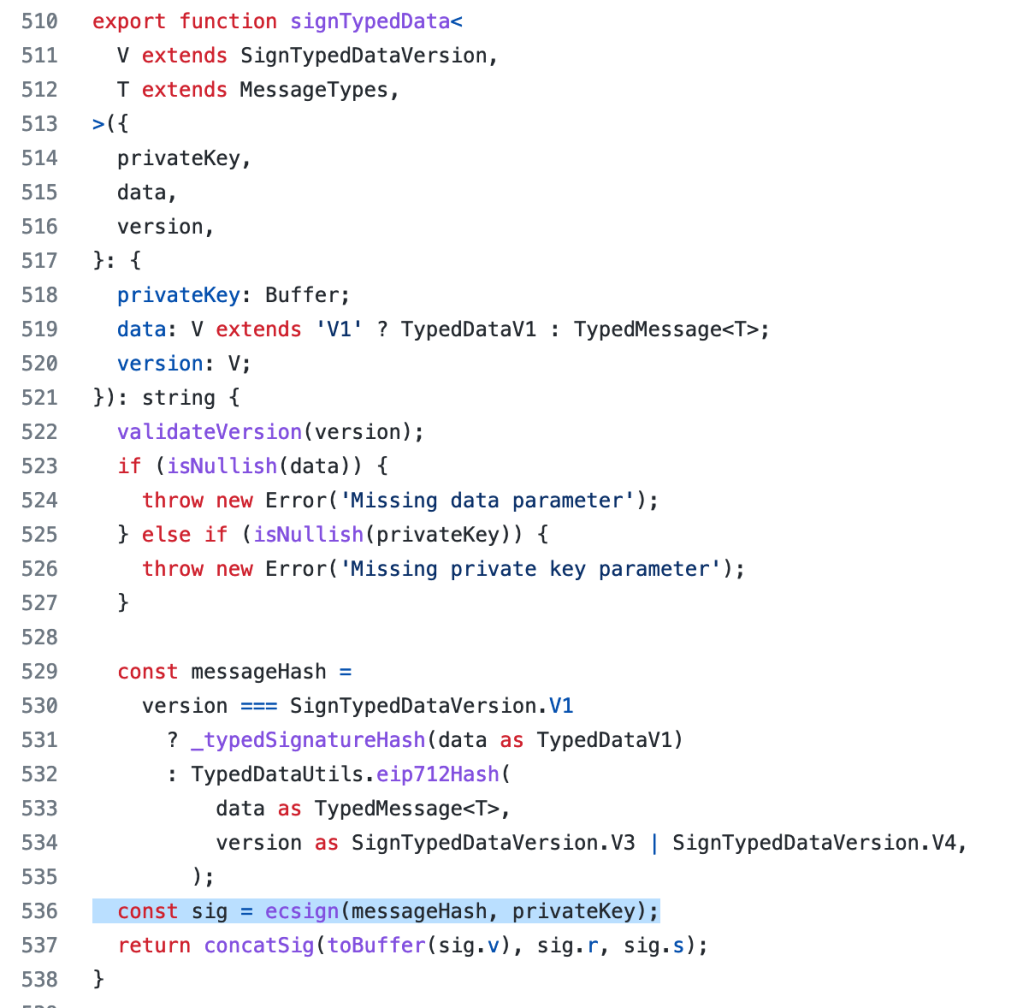 510 export function signTypedData<
511   V extends SignTypedDataVersion,
512   T extends MessageTypes,
513 >({
514   privateKey,
515   data,
516   version,
517 }: {
518   privateKey: Buffer;
519   data: V extends 'V1' ? TypedDataV1 : TypedMessage<T>;
520   version: V;
521 }): string {
522   validateVersion(version);
523   if (isNullish(data)) {
524     throw new Error('Missing data parameter');
525   } else if (isNullish(privateKey)) {
526     throw new Error('Missing private key parameter');
527   }
528
529   const messageHash =
530     version === SignTypedDataVersion.V1
531       ? _typedSignatureHash(data as TypedDataV1)
532       : TypedDataUtils.eip712Hash(
533           data as TypedMessage<T>,
534           version as SignTypedDataVersion.V3 | SignTypedDataVersion.V4,
535         );
536   const sig = ecsign(messageHash, privateKey);
537   return concatSig(toBuffer(sig.v), sig.r, sig.s);
538 }